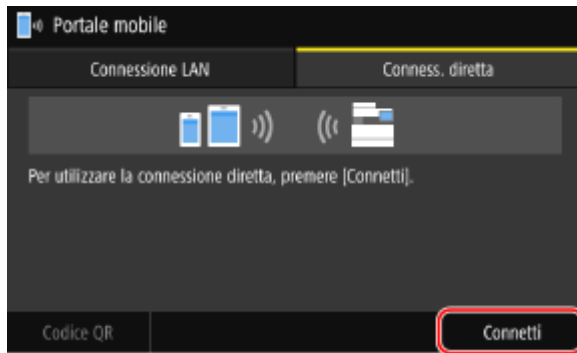 Portale mobile
Connessione LAN
Conness. diretta
Per utilizzare la connessione diretta, premere [Connetti].
Codice QR
Connetti